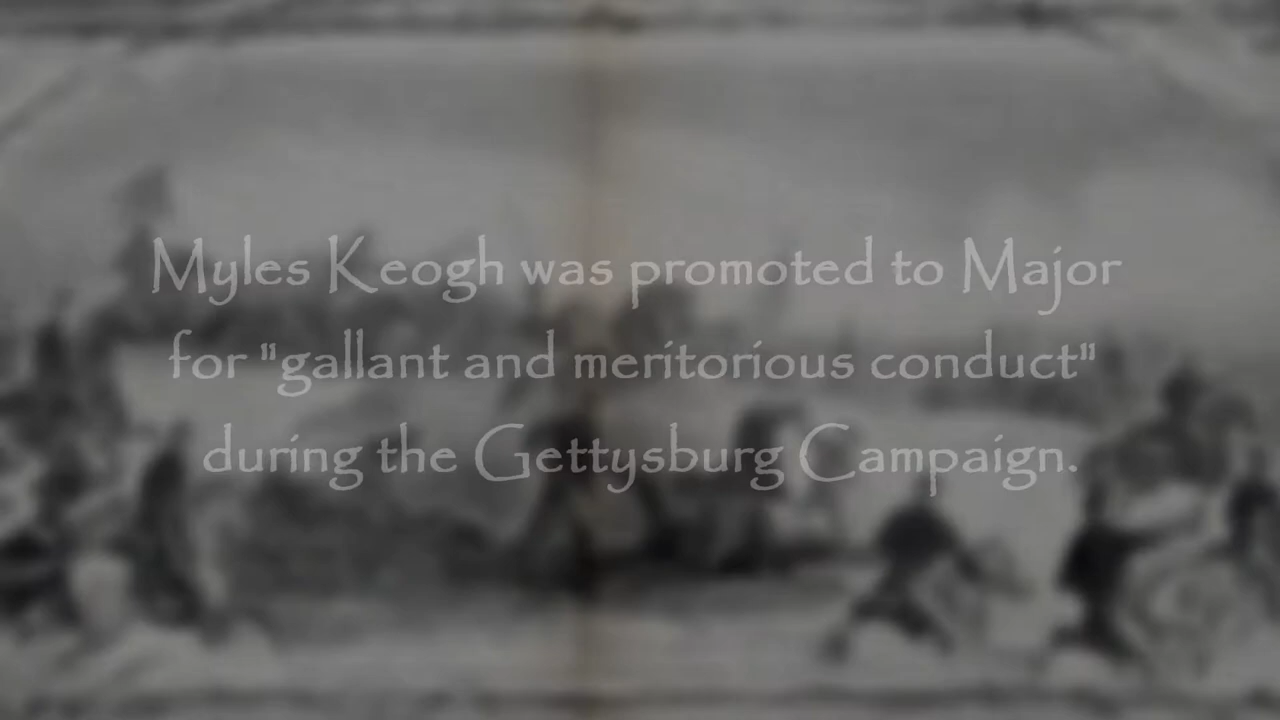 Myles Keogh was promoted to Major
for "gallant and meritorious conduct"
during the Gettysburg Campaign.